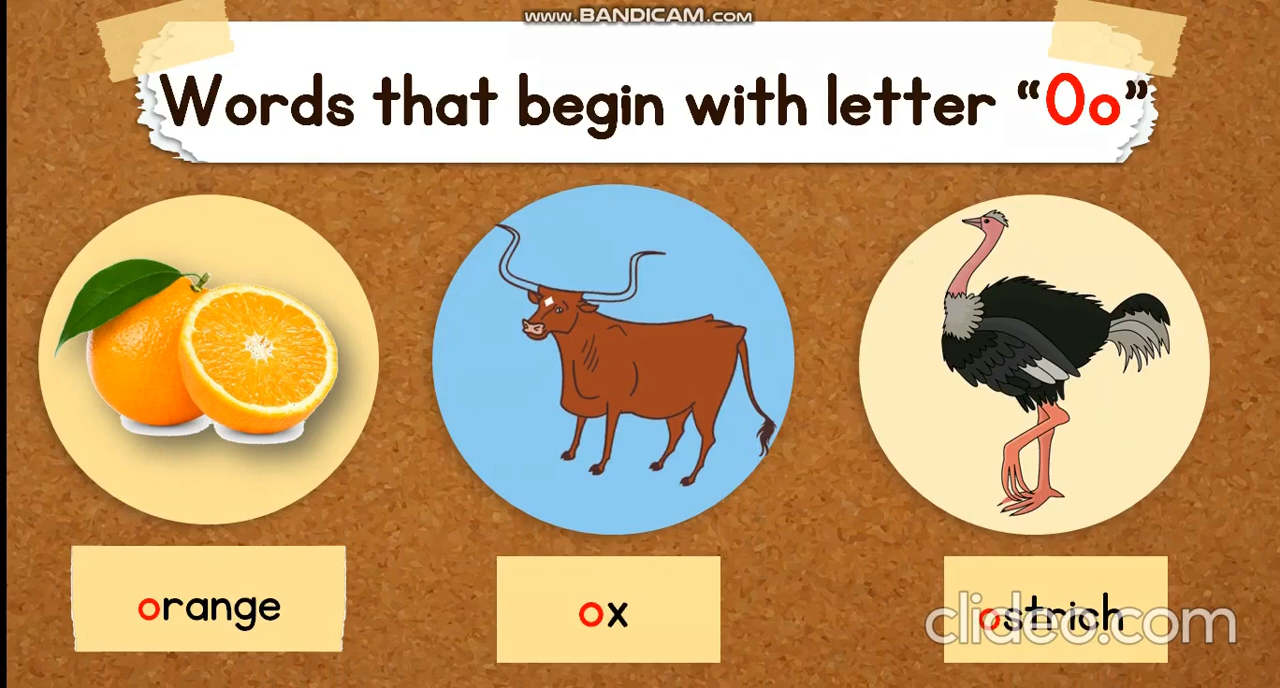 www.BANDICAM.com
Words that begin with letter “Oo”
orange
ox
ostrich
clideo.com